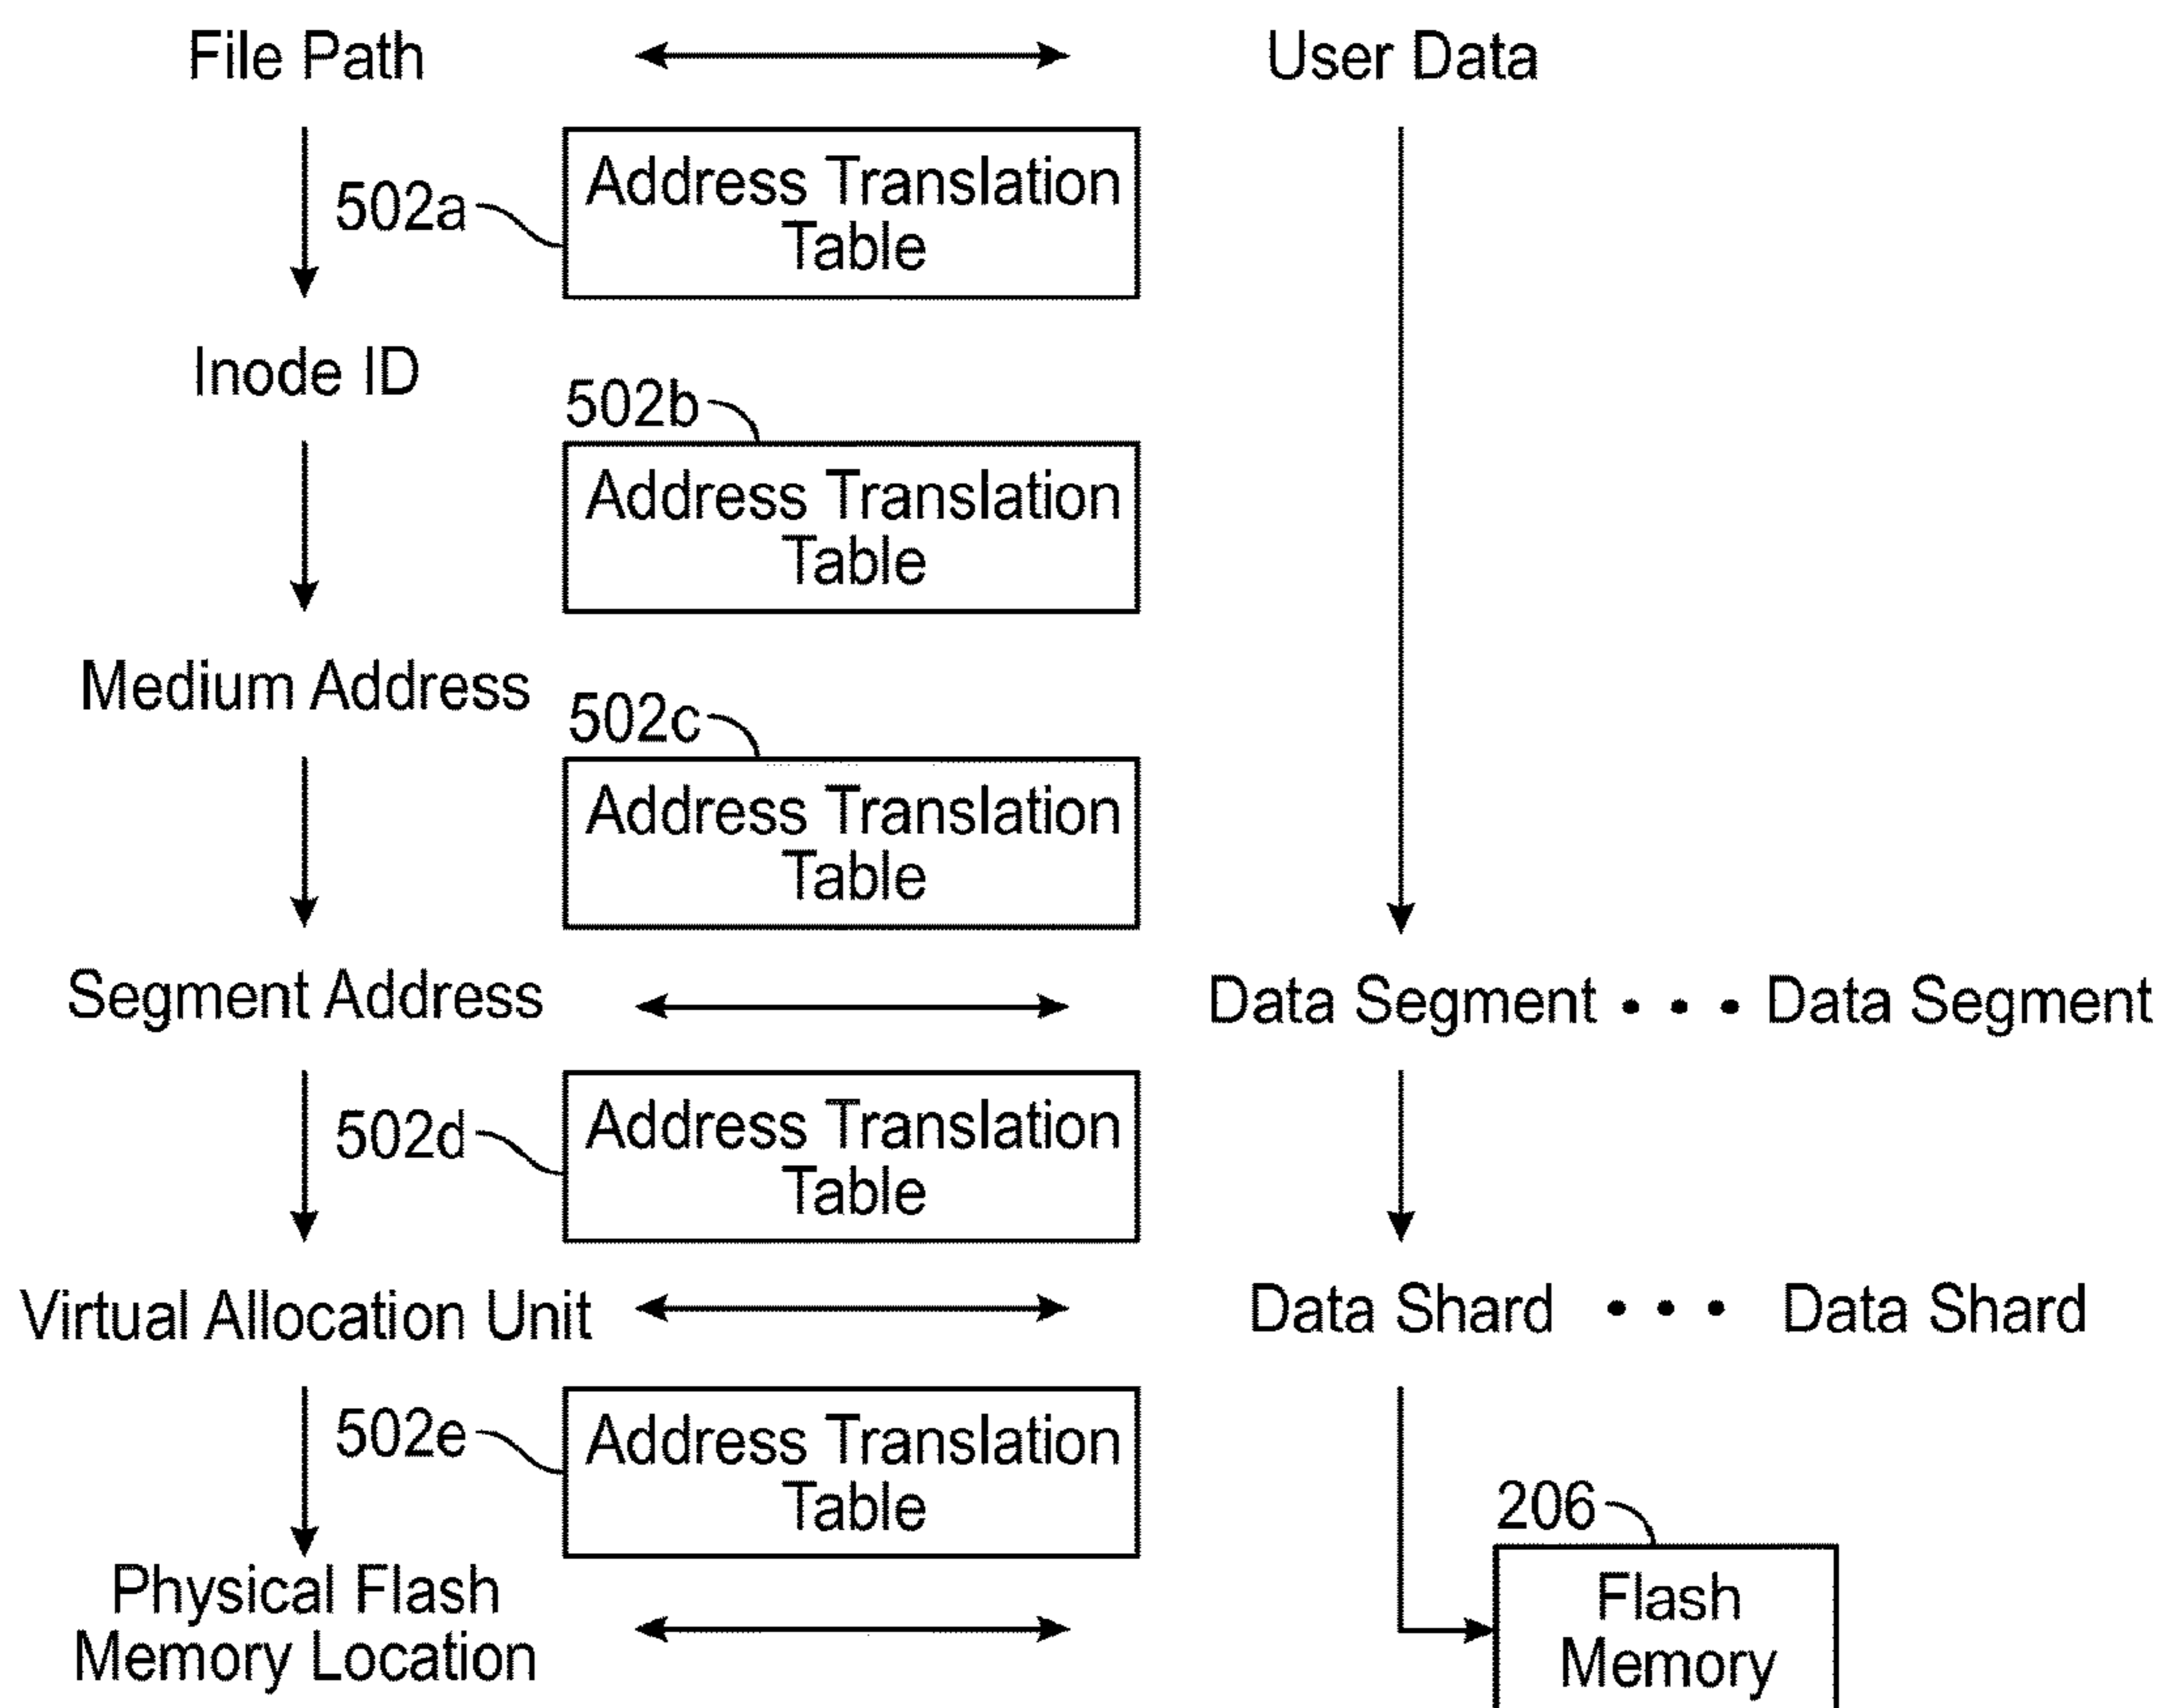 File Path
User Data
502a
Address Translation
Table
Inode ID
502b
Address Translation
Table
Medium Address
502c
Address Translation
Table
Segment Address
Data Segment • • • Data Segment
502d
Address Translation
Table
Virtual Allocation Unit
Data Shard • • • Data Shard
502e
Address Translation
Table
206
Physical Flash
Memory Location
Flash
Memory